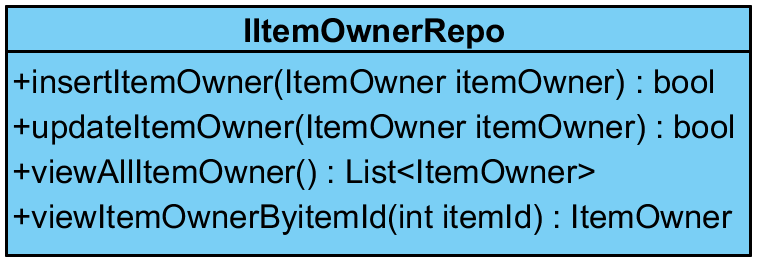 IItemOwnerRepo
+insertItemOwner(ItemOwner itemOwner) : bool
+updateItemOwner(ItemOwner itemOwner) : bool
+viewAllItemOwner() : List<ItemOwner>
+viewItemOwnerByitemId(int itemId) : ItemOwner